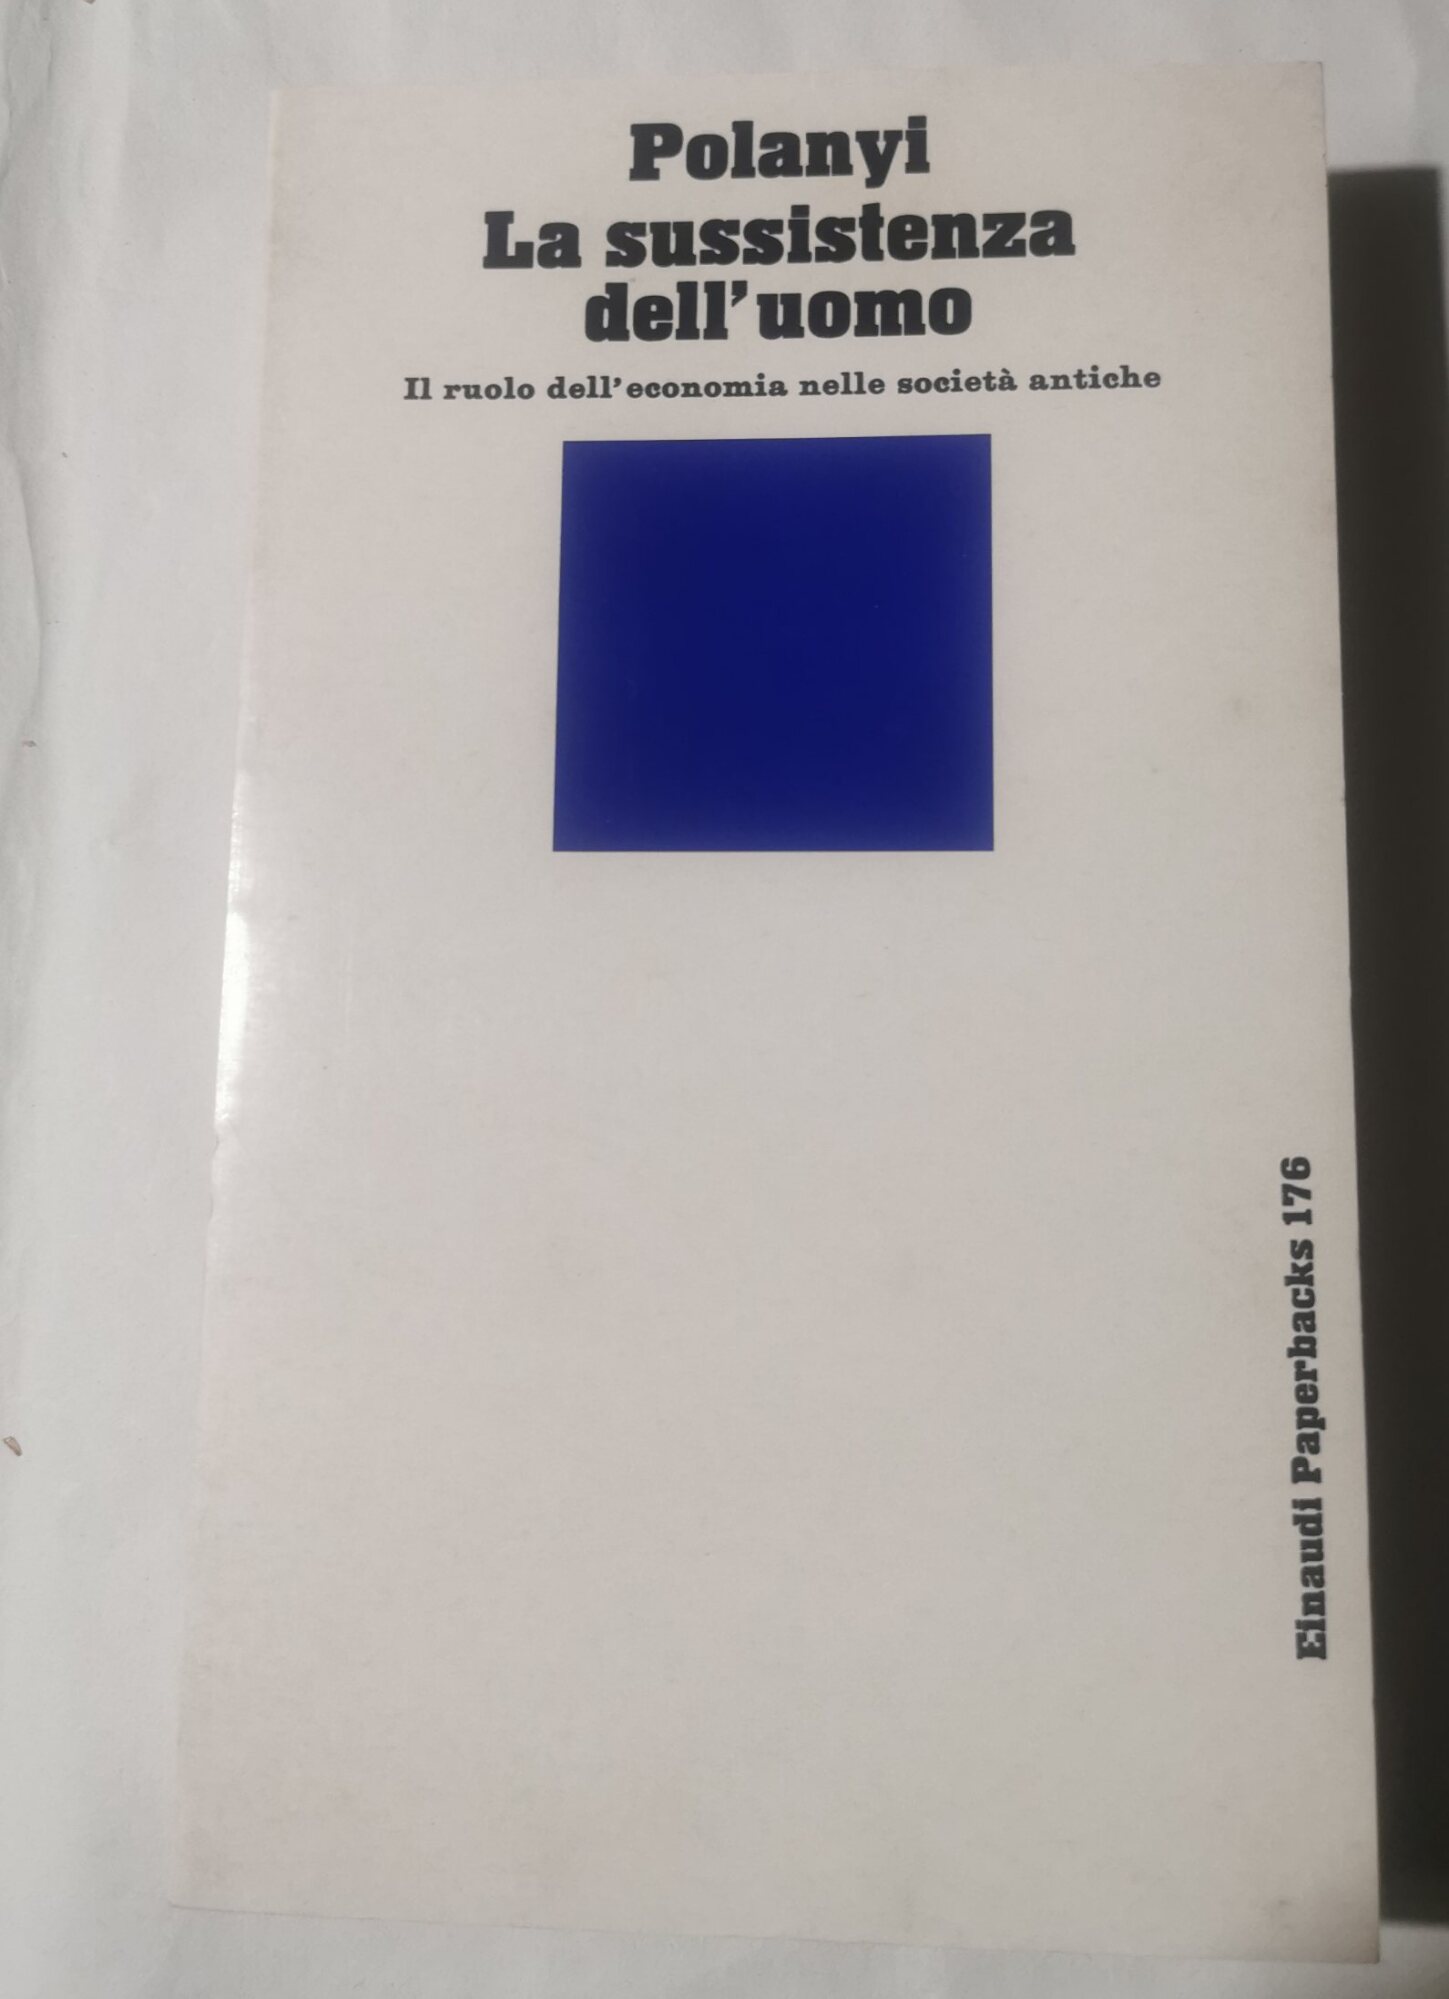 Polanyi
La sussistenza
dell'uomo
Il ruolo dell'economia nelle società antiche
Einaudi Paperbacks 176